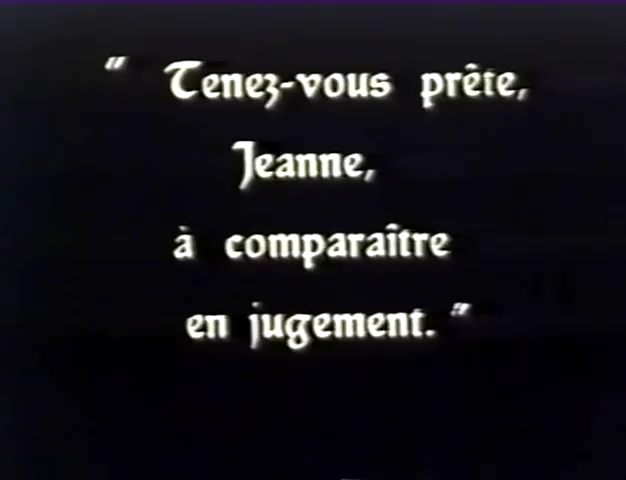 " Tenez-vous prête,
Jeanne,
à comparaître
en jugement. "